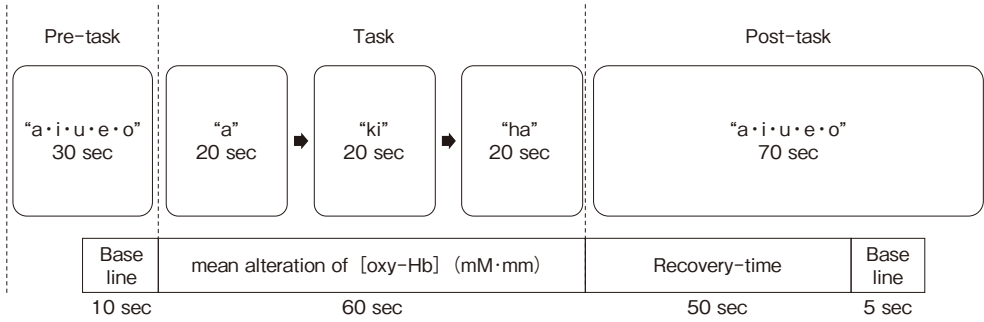 Pre−task
Task
Post−task
“a・i・u・e・o”
30 sec
“a”
20 sec
“ki”
20 sec
“ha”
20 sec
“a・i・u・e・o”
70 sec
Base
line
mean alteration of [oxy−Hb] (mM·mm)
Recovery−time
Base
line
10 sec
60 sec
50 sec
5 sec